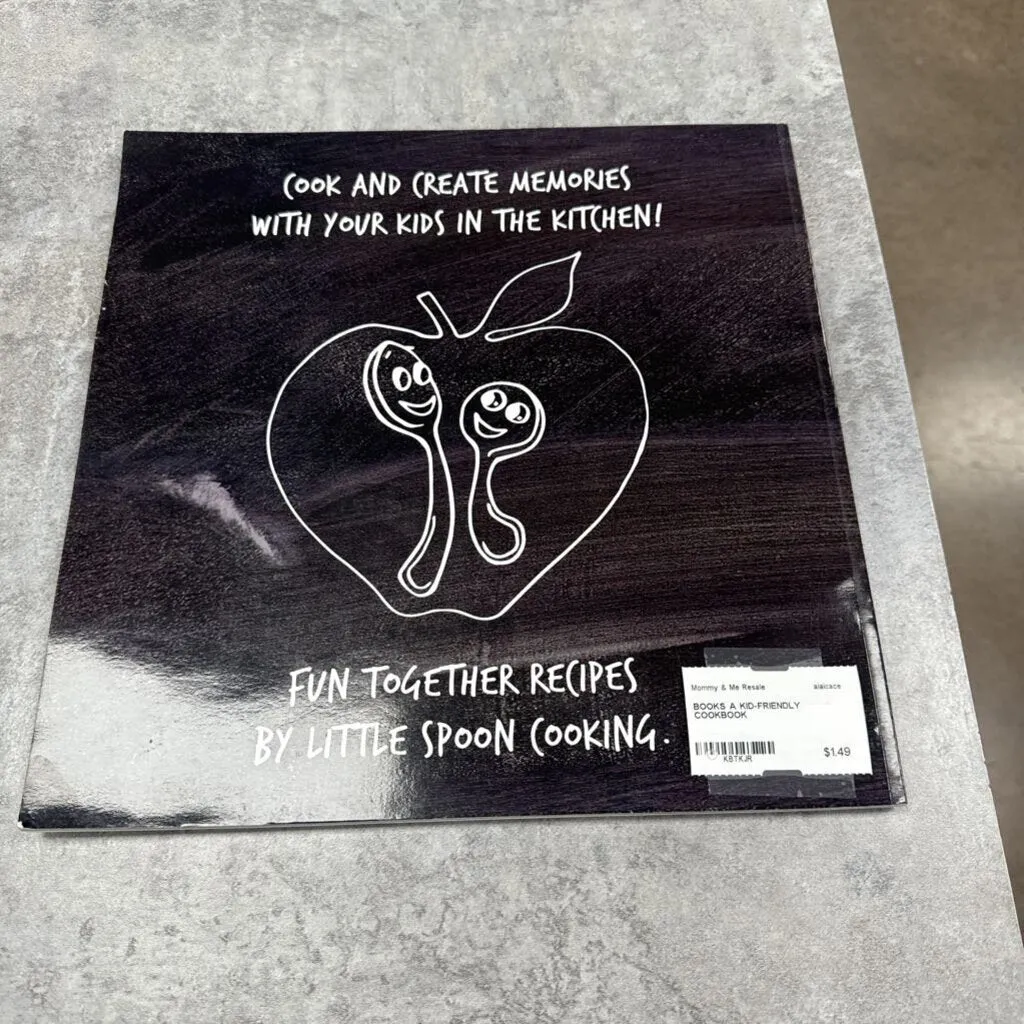 COOK AND CREATE MEMORIES
WITH YOUR KIDS IN THE KITCHEN!
FUN TOGETHER RECIPES
BY LITTLE SPOON COOKING.
Mommy & Me Resale
BOOKS A KID-FRIENDLY
COOKBOOK
$1.49
KBTKJR